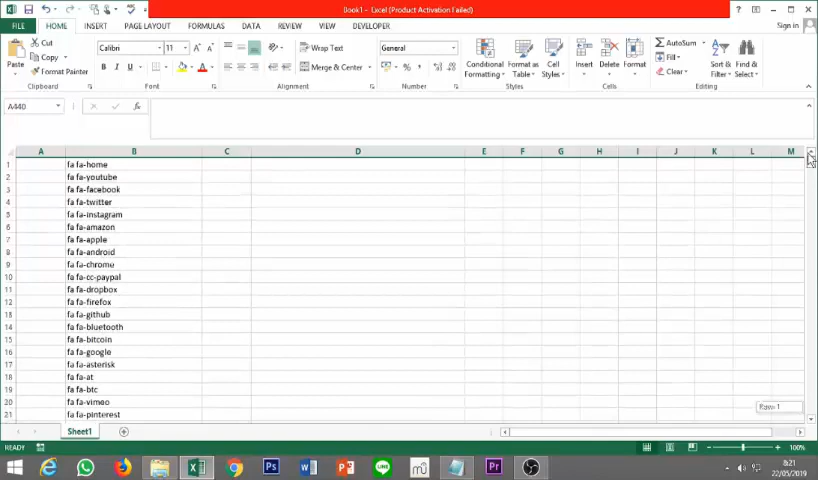 Book1 - Excel (Product Activation Failed)
FILE HOME INSERT PAGE LAYOUT FORMULAS DATA REVIEW VIEW DEVELOPER Sign in
Paste
Cut
Copy
Format Painter
Clipboard
Calibri 11
B I U
Font
Wrap Text
Merge & Center
Alignment
General
Number
Conditional Formatting
Format as Table
Cell Styles
Styles
Insert
Delete
Format
Cells
AutoSum
Fill
Clear
Sort & Filter
Find & Select
Editing
A440 fx
A B C D E F G H I J K L M
1 fa fa-home
2 fa fa-youtube
3 fa fa-facebook
4 fa fa-twitter
5 fa fa-instagram
6 fa fa-amazon
7 fa fa-apple
8 fa fa-android
9 fa fa-chrome
10 fa fa-cc-paypal
11 fa fa-dropbox
12 fa fa-firefox
13 fa fa-github
14 fa fa-bluetooth
15 fa fa-bitcoin
16 fa fa-google
17 fa fa-asterisk
18 fa fa-at
19 fa fa-btc
20 fa fa-vimeo
21 fa fa-pinterest
Row: 1
Sheet1
READY 100%
8:21
22/05/2019